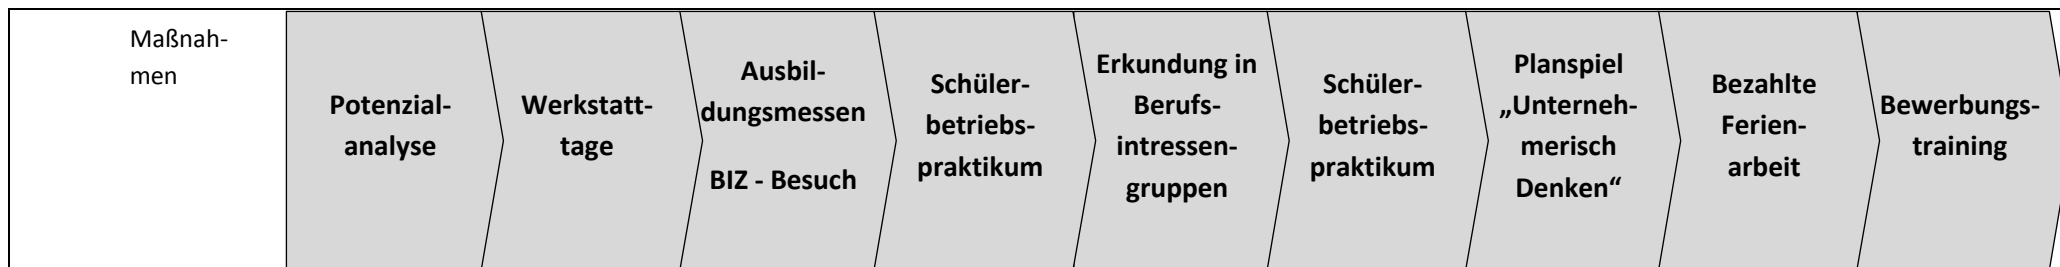 Maßnah-
men
Potenzial-
analyse
Werkstatt-
tage
Ausbil-
dungsmessen
BIZ - Besuch
Schüler-
betriebs-
praktikum
Erkundung in
Berufs-
intressen-
gruppen
Schüler-
betriebs-
praktikum
Planspiel
„Unterneh-
merisch
Denken“
Bezahlte
Ferien-
arbeit
Bewerbungs-
training